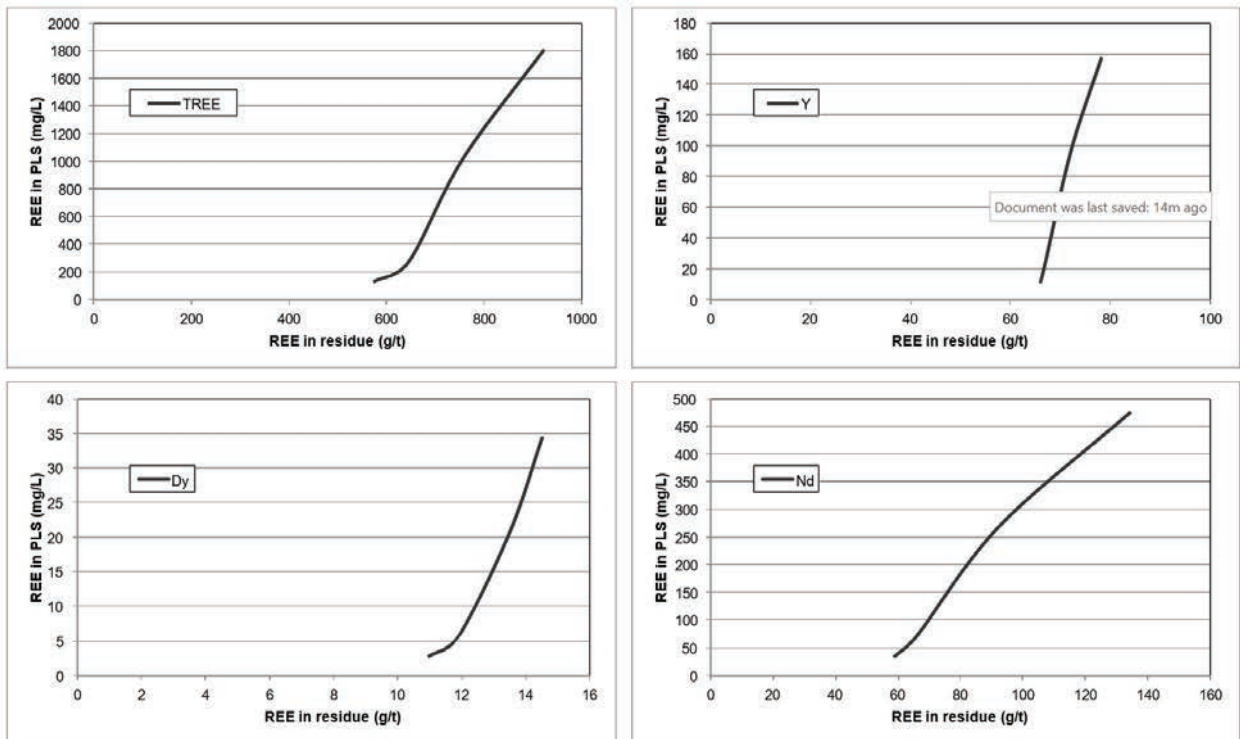 2000
1800
1600
1400
1200
1000
800
600
400
200
0
REE in PLS (mg/L)
TREE
0 200 400 600 800 1000
REE in residue (g/t)
180
160
140
120
100
80
60
40
20
0
REE in PLS (mg/L)
Y
Document was last saved: 14m ago
0 20 40 60 80 100
REE in residue (g/t)
40
35
30
25
20
15
10
5
0
REE in PLS (mg/L)
Dy
0 2 4 6 8 10 12 14 16
REE in residue (g/t)
500
450
400
350
300
250
200
150
100
50
0
REE in PLS (mg/L)
Nd
0 20 40 60 80 100 120 140 160
REE in residue (g/t)